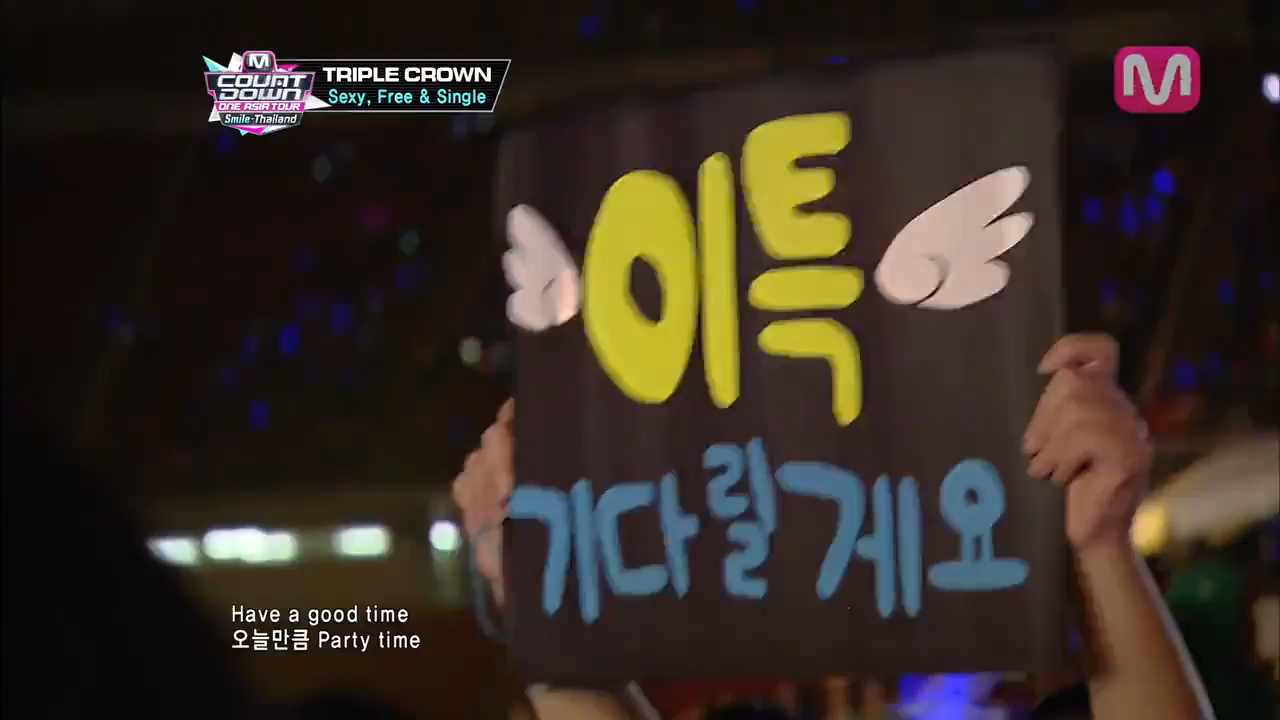 M
COUNT
DOWN
ONE ASIA TOUR
Smile-Thailand
TRIPLE CROWN
Sexy, Free & Single
M
이특
기다릴게요
Have a good time
오늘만큼 Party time